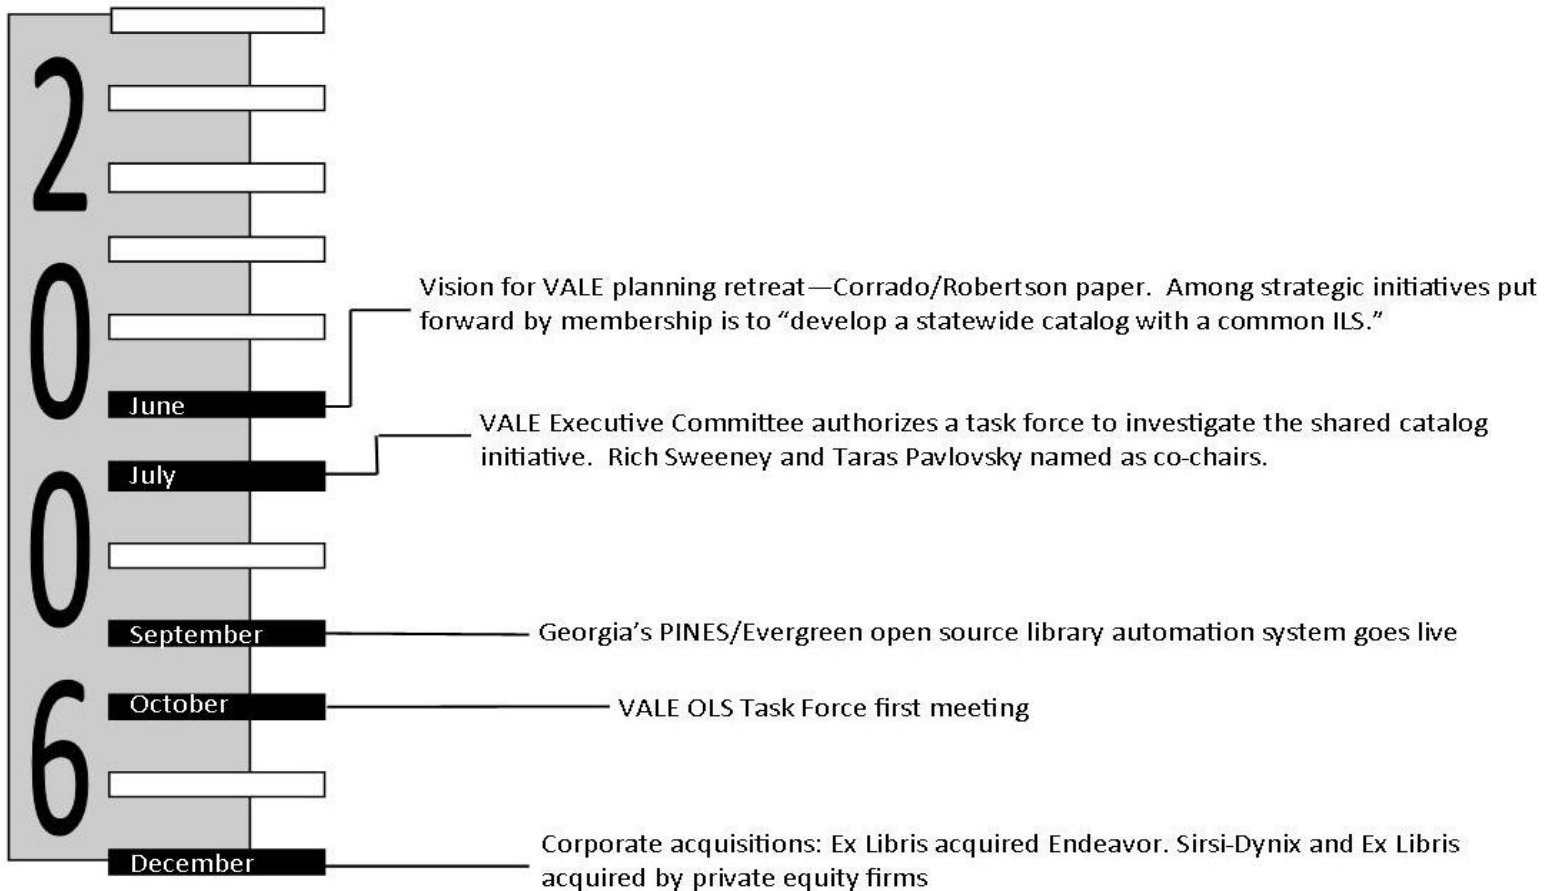 2006
Vision for VALE planning retreat—Corrado/Robertson paper.  Among strategic initiatives put
forward by membership is to “develop a statewide catalog with a common ILS.”
June
VALE Executive Committee authorizes a task force to investigate the shared catalog
initiative.  Rich Sweeney and Taras Pavlovsky named as co-chairs.
July
September
Georgia’s PINES/Evergreen open source library automation system goes live
October
VALE OLS Task Force first meeting
Corporate acquisitions: Ex Libris acquired Endeavor. Sirsi-Dynix and Ex Libris
acquired by private equity firms
December